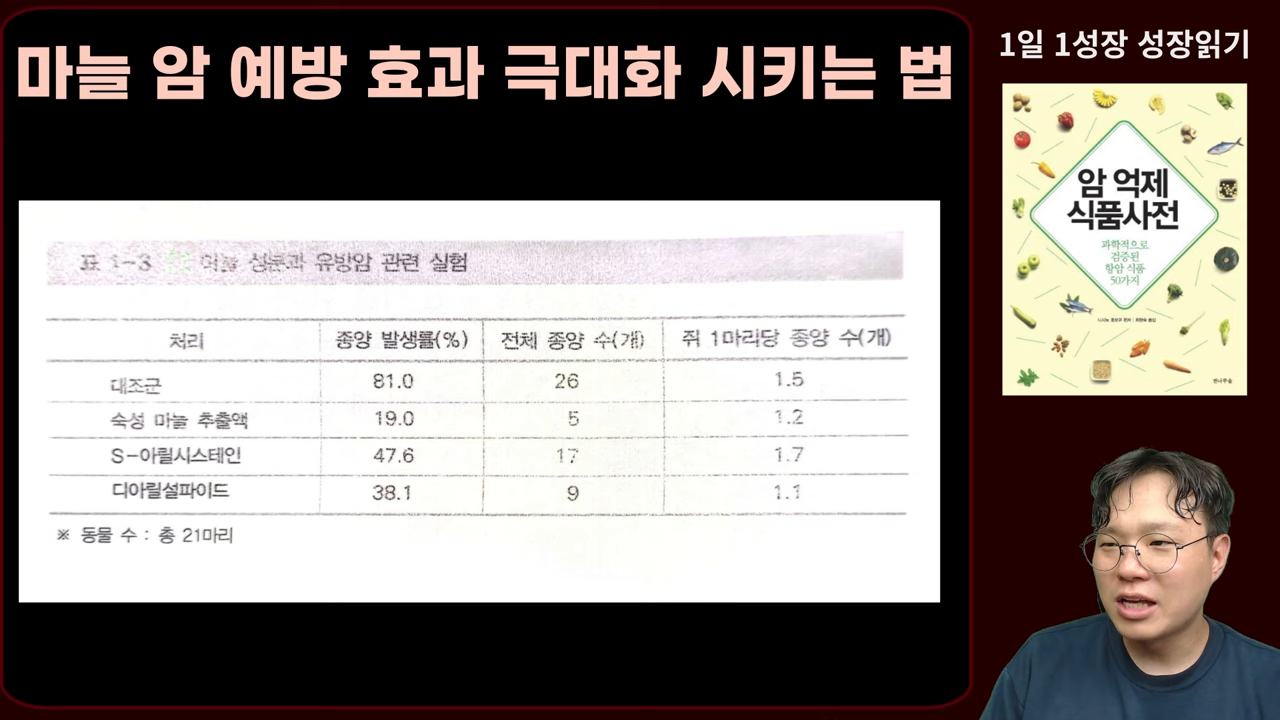 마늘 암 예방 효과 극대화 시키는 법
1일 1성장 성장읽기
암 억제
식품사전
과학적으로
검증된
항암 식품
50가지
표 1-3 마늘 성분과 유방암 관련 실험
처리 종양 발생률(%) 전체 종양 수(개) 쥐 1마리당 종양 수(개)
대조군 81.0 26 1.5
숙성 마늘 추출액 19.0 5 1.2
S-아릴시스테인 47.6 17 1.7
디아릴설파이드 38.1 9 1.1
※ 동물 수 : 총 21마리